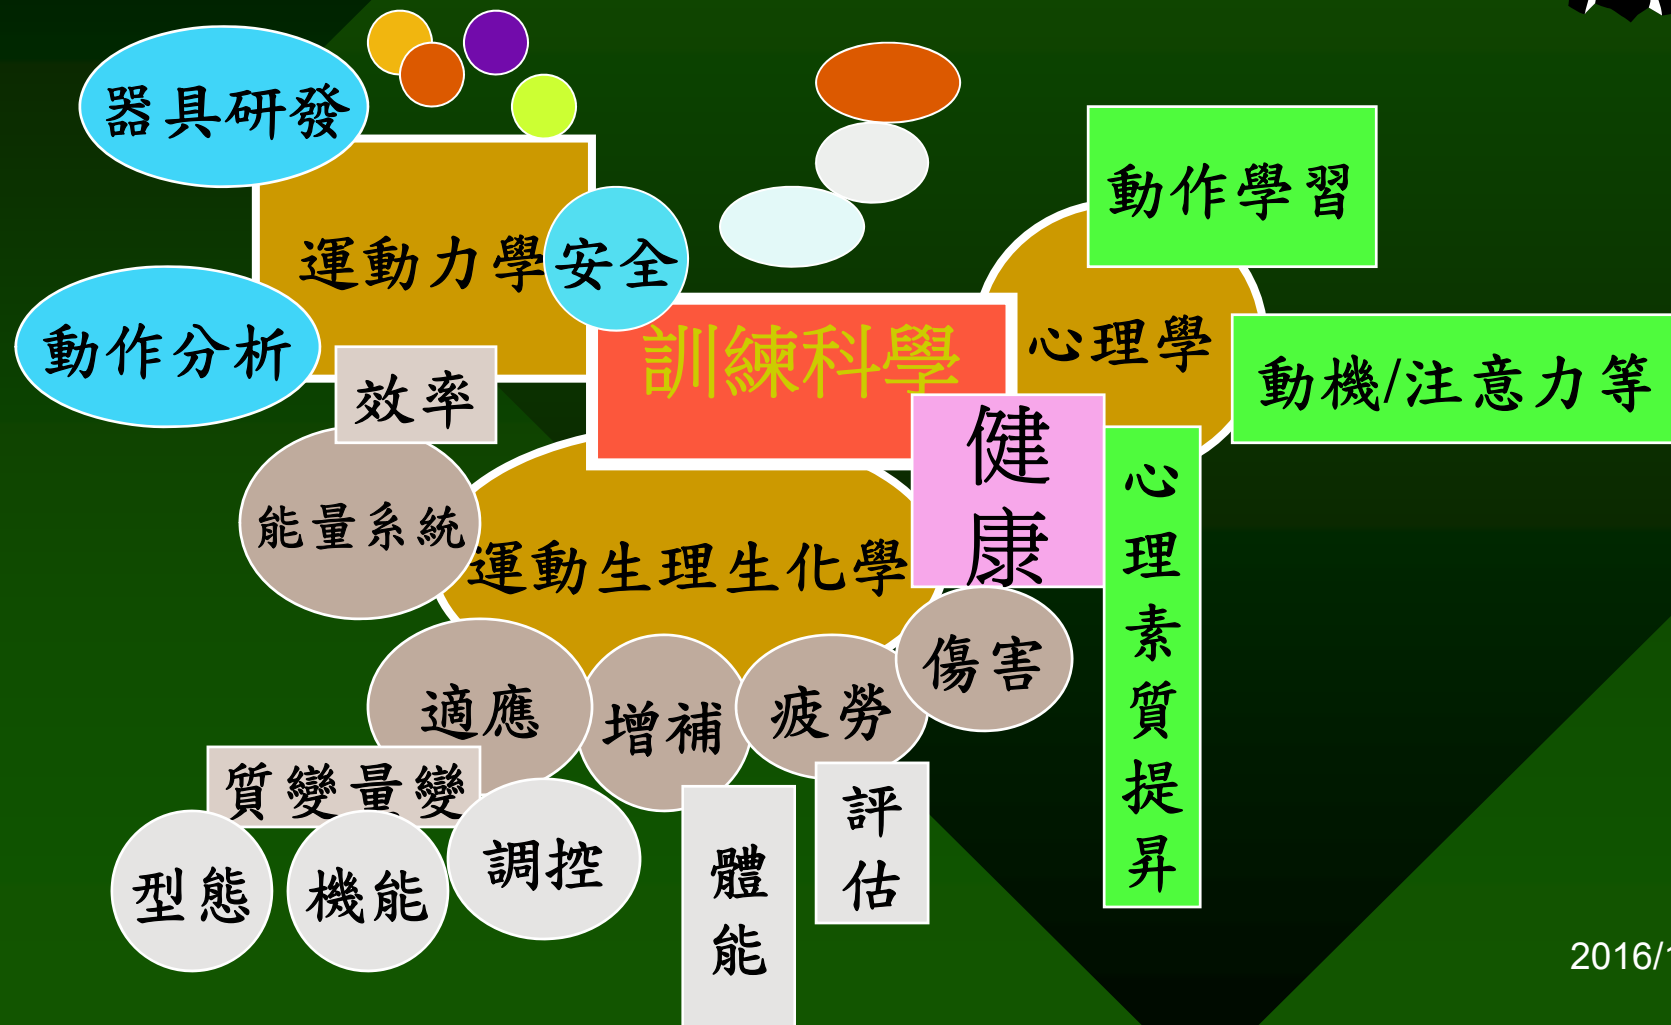 器具研發
動作學習
運動力學
安全
動作分析
訓練科學
心理學
動機/注意力等
效率
健康
能量系統
運動生理生化學
心理素質提昇
傷害
適應
增補
疲勞
質變量變
評估
調控
體能
型態
機能
2016/